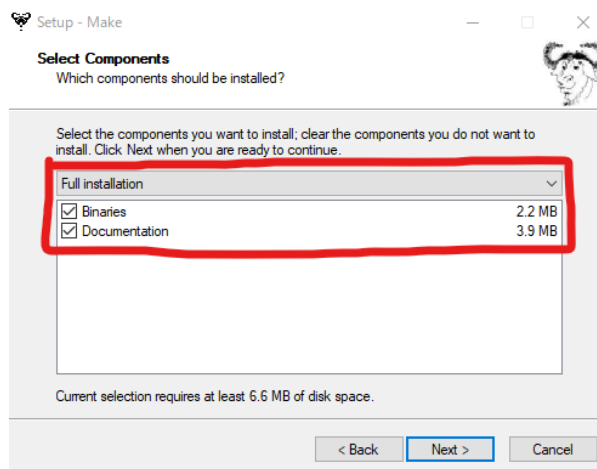 Setup - Make
Select Components
Which components should be installed?
Select the components you want to install; clear the components you do not want to
install. Click Next when you are ready to continue.
Full installation
Binaries 2.2 MB
Documentation 3.9 MB
Current selection requires at least 6.6 MB of disk space.
< Back Next > Cancel